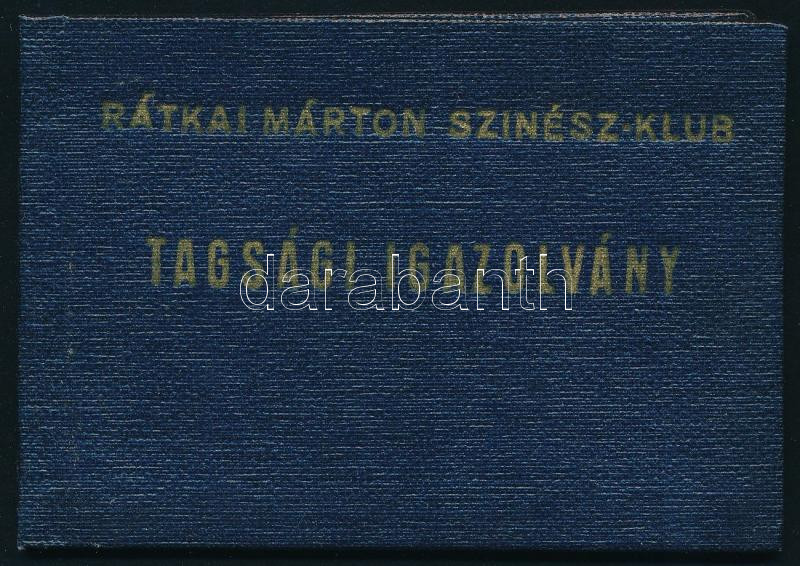 RÁTKAI MÁRTON SZINÉSZ-KLUB
TAGSÁGI IGAZOLVÁNY
darabanth